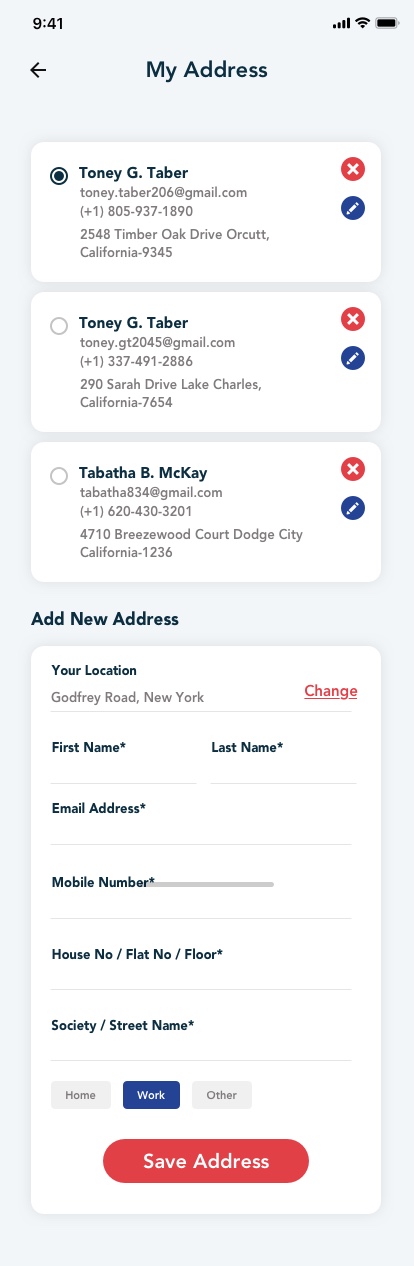 9:41
My Address
Toney G. Taber
toney.taber206@gmail.com
(+1) 805-937-1890
2548 Timber Oak Drive Orcutt,
California-9345
Toney G. Taber
toney.gt2045@gmail.com
(+1) 337-491-2886
290 Sarah Drive Lake Charles,
California-7654
Tabatha B. McKay
tabatha834@gmail.com
(+1) 620-430-3201
4710 Breezewood Court Dodge City
California-1236
Add New Address
Your Location
Godfrey Road, New York
Change
First Name* Last Name*
Email Address*
Mobile Number*
House No / Flat No / Floor*
Society / Street Name*
Home Work Other
Save Address